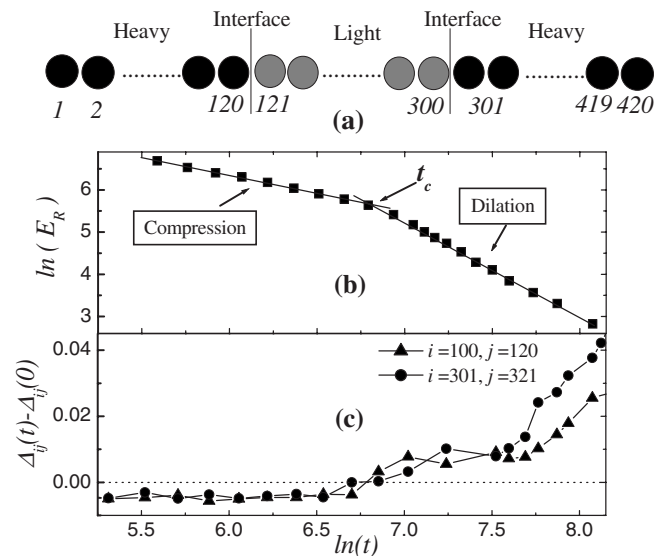 Interface Interface
Heavy Light Heavy
1 2 120 121 300 301 419 420
(a)
ln ( E_R )
6
5
4
3
t_c
Compression
Dilation
(b)
Δ_ij(t)-Δ_ij(0)
0.04
0.02
0.00
i =100, j =120
i =301, j =321
(c)
5.5 6.0 6.5 7.0 7.5 8.0
ln(t)